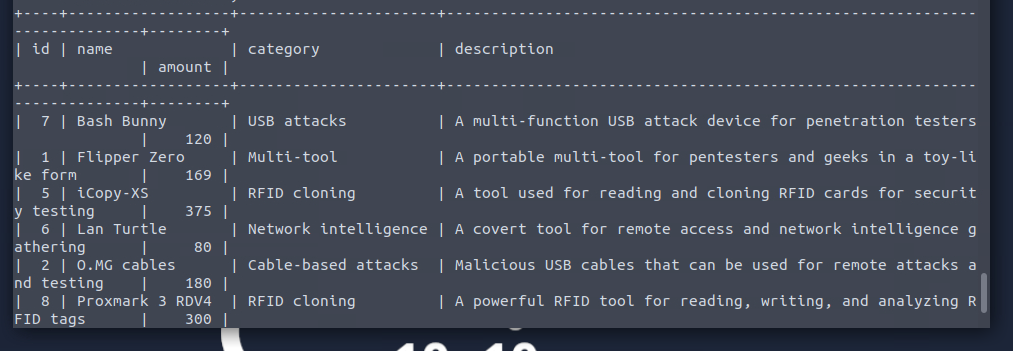 +----+-------------------+-----------------------+-----------------------------------------------------------
--------------+--------+
| id | name             | category             | description
              | amount |
+----+-------------------+-----------------------+-----------------------------------------------------------
--------------+--------+
|  7 | Bash Bunny       | USB attacks          | A multi-function USB attack device for penetration testers
              |    120 |
|  1 | Flipper Zero     | Multi-tool           | A portable multi-tool for pentesters and geeks in a toy-li
ke form       |    169 |
|  5 | iCopy-XS         | RFID cloning         | A tool used for reading and cloning RFID cards for securit
y testing     |    375 |
|  6 | Lan Turtle       | Network intelligence | A covert tool for remote access and network intelligence g
athering      |     80 |
|  2 | O.MG cables      | Cable-based attacks  | Malicious USB cables that can be used for remote attacks a
nd testing    |    180 |
|  8 | Proxmark 3 RDV4  | RFID cloning         | A powerful RFID tool for reading, writing, and analyzing R
FID tags      |    300 |